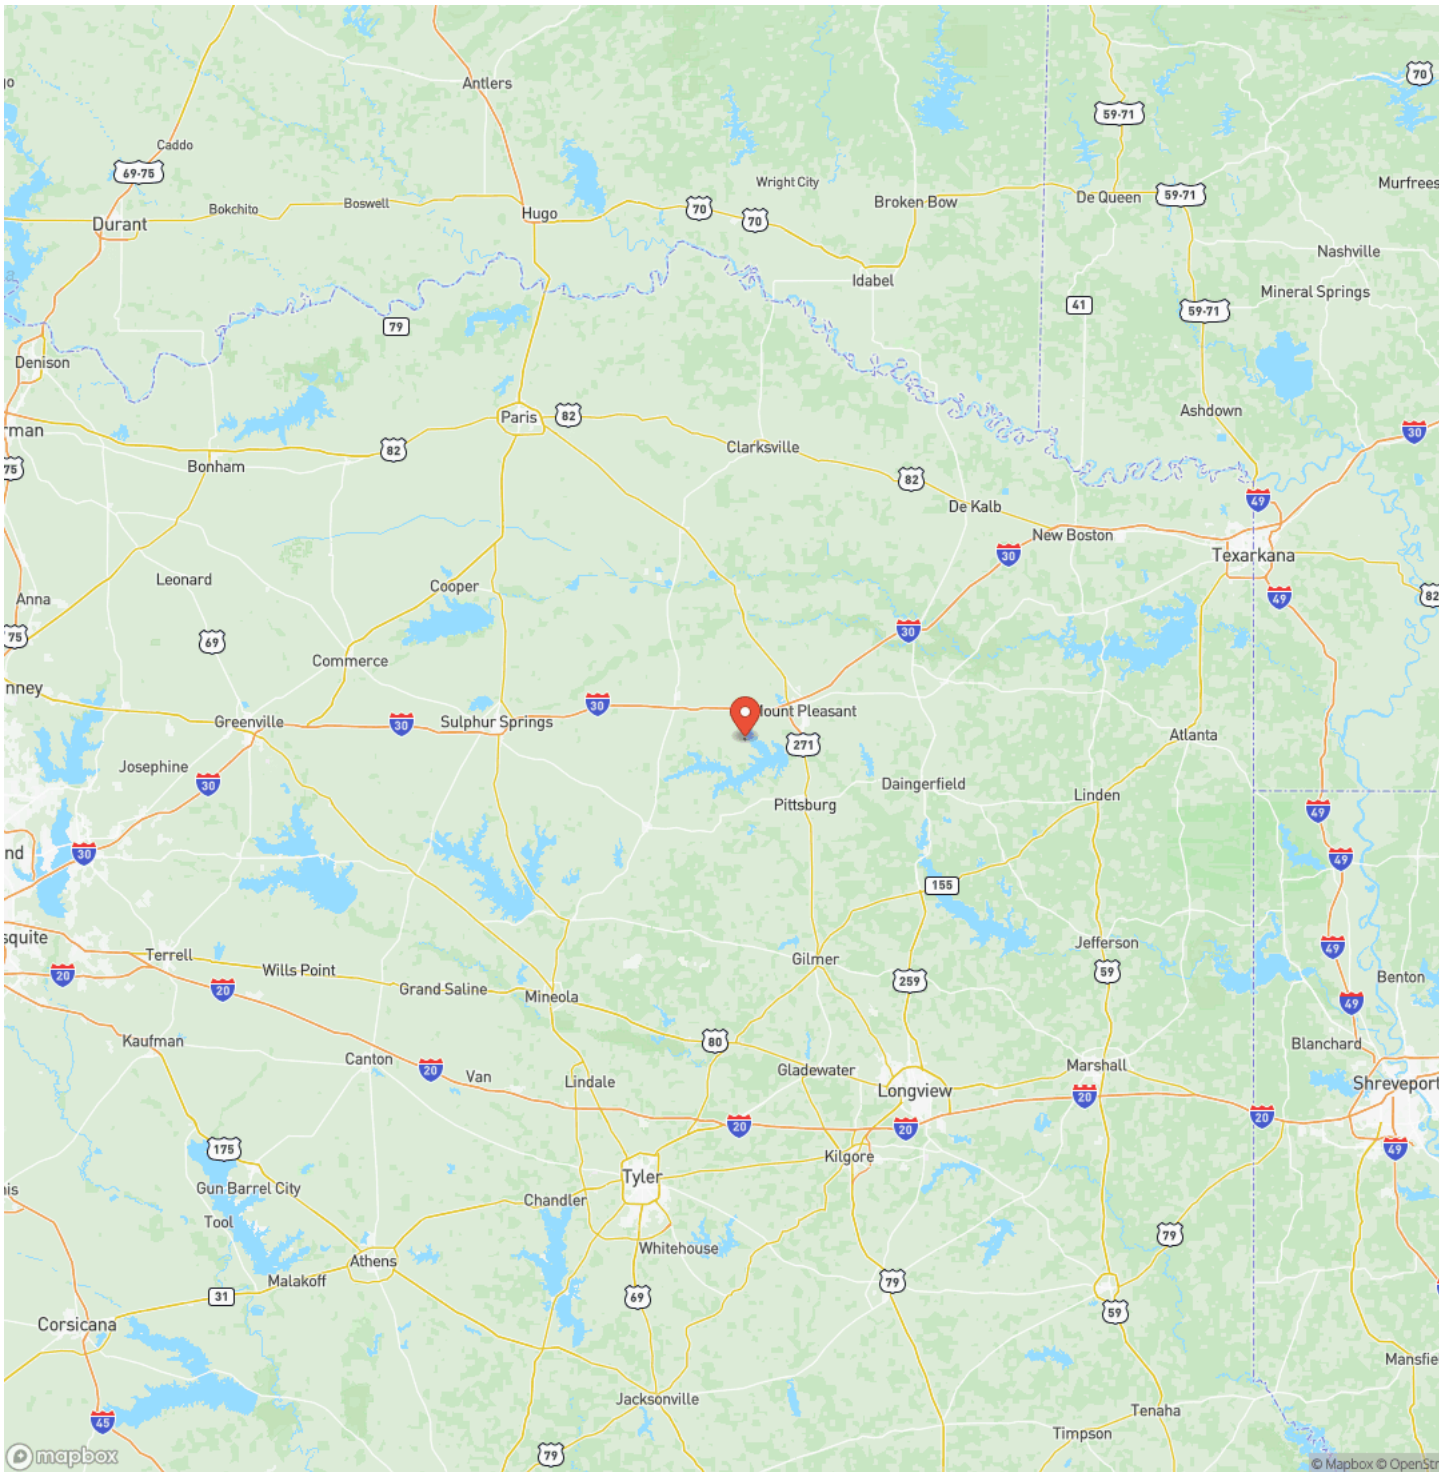 go
Antlers
70
59-71
Caddo
69-75
Wright City
Murfrees
Bokchito
Boswell
Hugo
70
70
Broken Bow
De Queen
59-71
Durant
Nashville
Idabel
Mineral Springs
41
59-71
79
Denison
Ashdown
Paris
82
rman
30
82
Clarksville
75
Bonham
82
De Kalb
49
New Boston
Texarkana
30
Leonard
Cooper
Anna
49
82
75
69
30
Commerce
nney
30
Mount Pleasant
Greenville
30
Sulphur Springs
271
Atlanta
Josephine
30
Daingerfield
Linden
Pittsburg
49
nd
30
49
155
squite
Terrell
Jefferson
49
20
Wills Point
Gilmer
59
Benton
20
Grand Saline
Mineola
259
49
Kaufman
80
Blanchard
Canton
20
Van
Lindale
Gladewater
Marshall
Longview
Shreveport
20
20
20
20
175
49
Kilgore
Tyler
is
Gun Barrel City
Chandler
Tool
79
Whitehouse
Athens
Malakoff
79
31
69
59
Corsicana
Mansfie
Jacksonville
Tenaha
45
Timpson
79
mapbox
© Mapbox © OpenStr